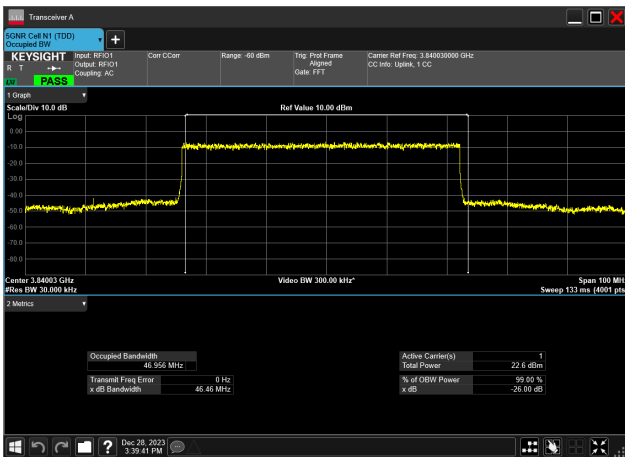 Transceiver A
5GNR Cell N1 (TDD)
Occupied BW
KEYSIGHT
R T
LNI
PASS
Input: RFIO1
Output: RFIO1
Coupling: AC
Corr CCorr
Range: -60 dBm
Trig: Prot Frame
Aligned
Gate: FFT
Carrier Ref Freq: 3.840030000 GHz
CC Info: Uplink, 1 CC
1 Graph
Scale/Div 10.0 dB
Ref Value 10.00 dBm
Log
0.00
-10.0
-20.0
-30.0
-40.0
-50.0
-60.0
-70.0
-80.0
Center 3.84003 GHz
#Res BW 30.000 kHz
Video BW 300.00 kHz^
Span 100 MHz
Sweep 133 ms (4001 pts
2 Metrics
Occupied Bandwidth
46.956 MHz
Transmit Freq Error 0 Hz
x dB Bandwidth 46.46 MHz
Active Carrier(s) 1
Total Power 22.6 dBm
% of OBW Power 99.00 %
x dB -26.00 dB
Dec 28, 2023
3:39:41 PM